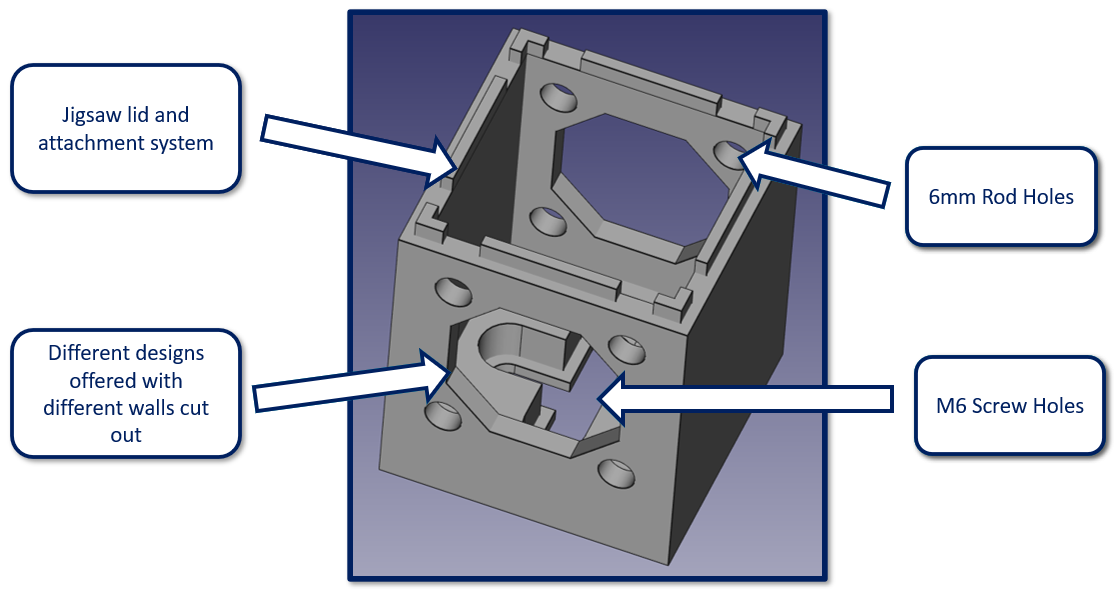 Jigsaw lid and
attachment system
6mm Rod Holes
Different designs
offered with
different walls cut
out
M6 Screw Holes